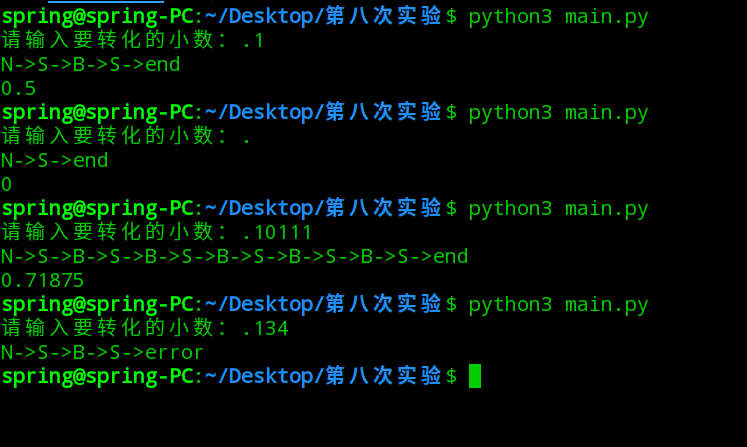 spring@spring-PC:~/Desktop/第八次实验$ python3 main.py
请输入要转化的小数：.1
N->S->B->S->end
0.5
spring@spring-PC:~/Desktop/第八次实验$ python3 main.py
请输入要转化的小数：.
N->S->end
0
spring@spring-PC:~/Desktop/第八次实验$ python3 main.py
请输入要转化的小数：.10111
N->S->B->S->B->S->B->S->B->S->B->S->end
0.71875
spring@spring-PC:~/Desktop/第八次实验$ python3 main.py
请输入要转化的小数：.134
N->S->B->S->error
spring@spring-PC:~/Desktop/第八次实验$